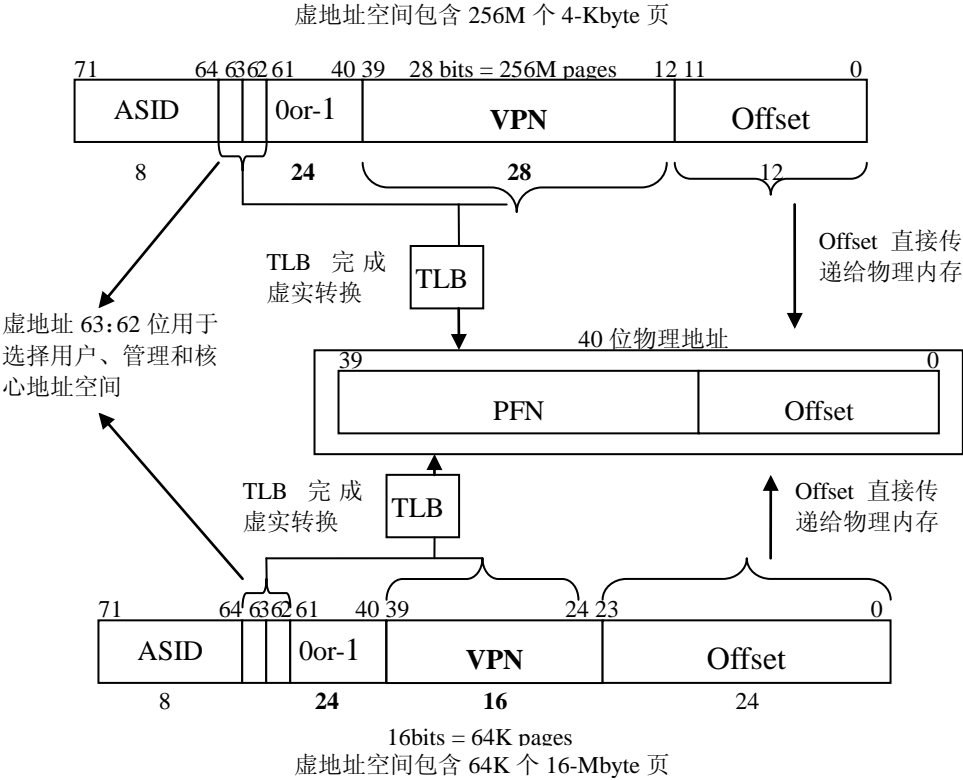 虚地址空间包含 256M 个 4-Kbyte 页
71 64 63 62 61 40 39 28 bits = 256M pages 12 11 0
ASID 0or-1 VPN Offset
8 24 28 12
TLB 完成
虚实转换
TLB
Offset 直接传
递给物理内存
虚地址 63:62 位用于
选择用户、管理和核
心地址空间
40 位物理地址
39 0
PFN Offset
TLB 完成
虚实转换
TLB
Offset 直接传
递给物理内存
71 64 63 62 61 40 39 24 23 0
ASID 0or-1 VPN Offset
8 24 16 24
16bits = 64K pages
虚地址空间包含 64K 个 16-Mbyte 页